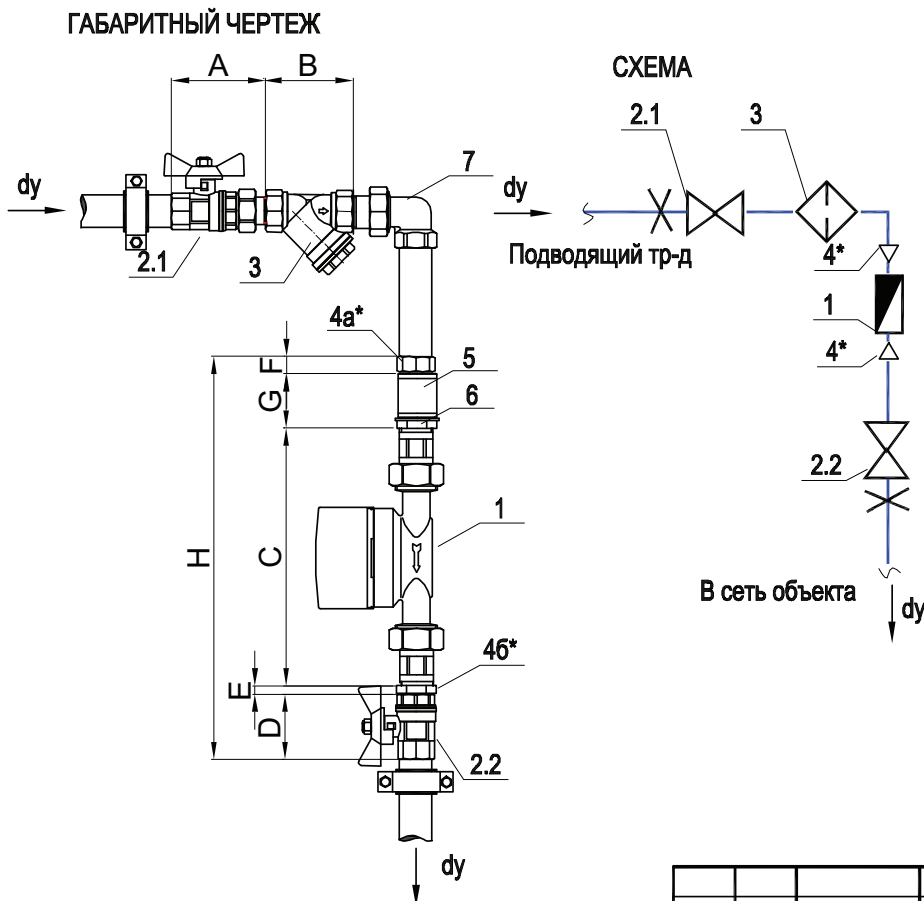 ГАБАРИТНЫЙ ЧЕРТЕЖ
A
B
dy
2.1
3
7
4а*
5
6
F
G
H
C
1
4б*
E
D
2.2
dy
СХЕМА
2.1
3
dy
Подводящий тр-д
4*
1
4*
2.2
В сеть объекта
dy